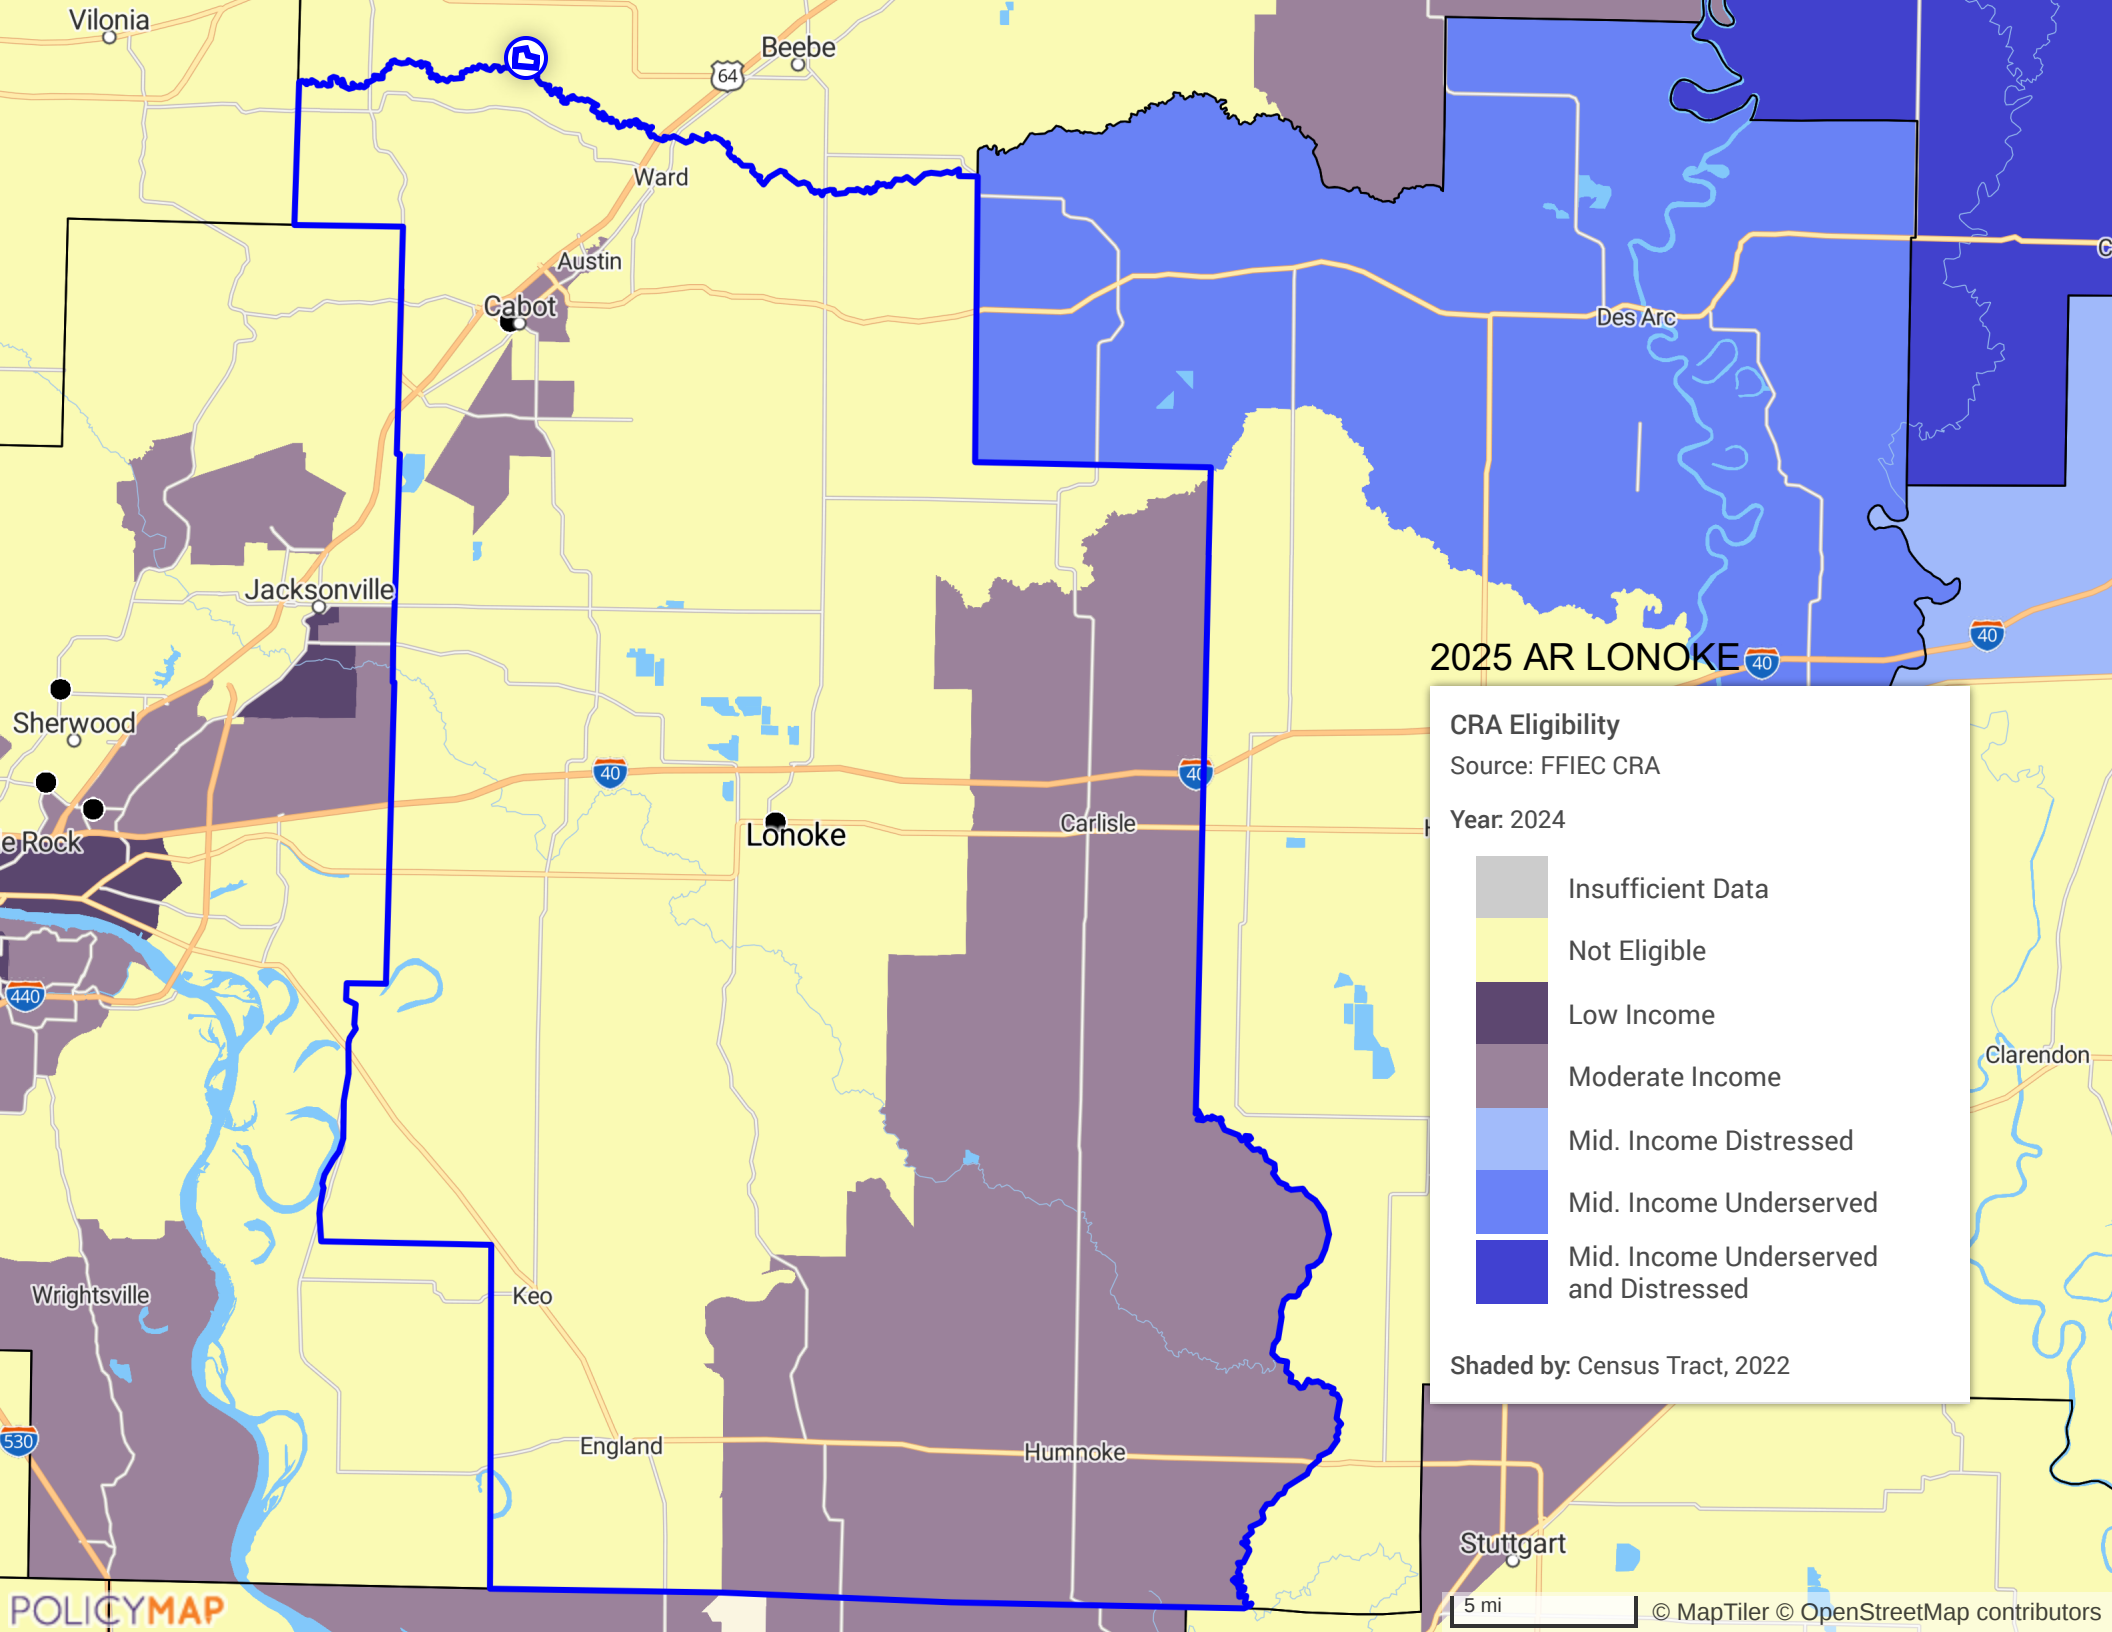 Vilonia
Beebe
64
Ward
Austin
Cabot
Des Arc
C
Jacksonville
40
2025 AR LONOKE
40
Sherwood
CRA Eligibility
Source: FFIEC CRA
40
40
Year: 2024
Carlisle
H
Lonoke
e Rock
Insufficient Data
Not Eligible
440
Low Income
Clarendon
Moderate Income
Mid. Income Distressed
Mid. Income Underserved
Mid. Income Underserved
and Distressed
Wrightsville
Keo
Shaded by: Census Tract, 2022
530
England
Humnoke
Stuttgart
POLICYMAP
5 mi
© MapTiler © OpenStreetMap contributors